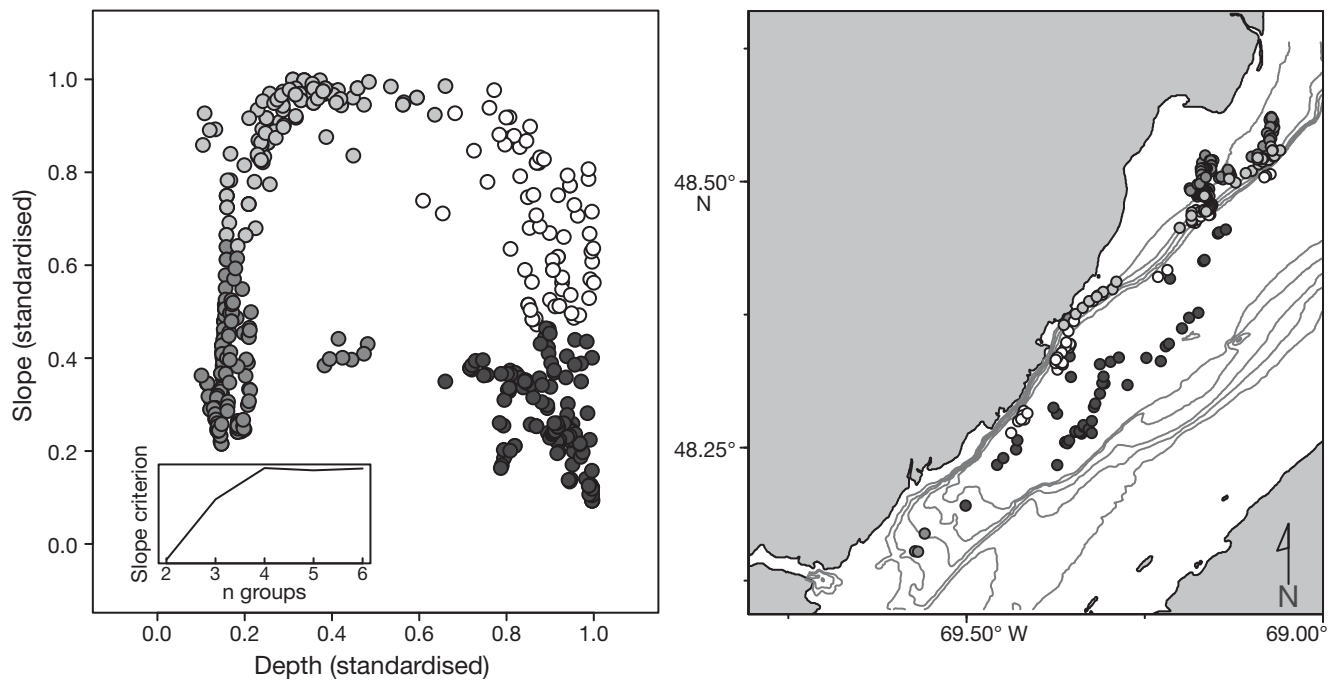 1.0
0.8
0.6
0.4
0.2
0.0
Slope (standardised)
Slope criterion
2 3 4 5 6
n groups
0.0 0.2 0.4 0.6 0.8 1.0
Depth (standardised)
48.50°
N
48.25°
N
69.50° W 69.00°